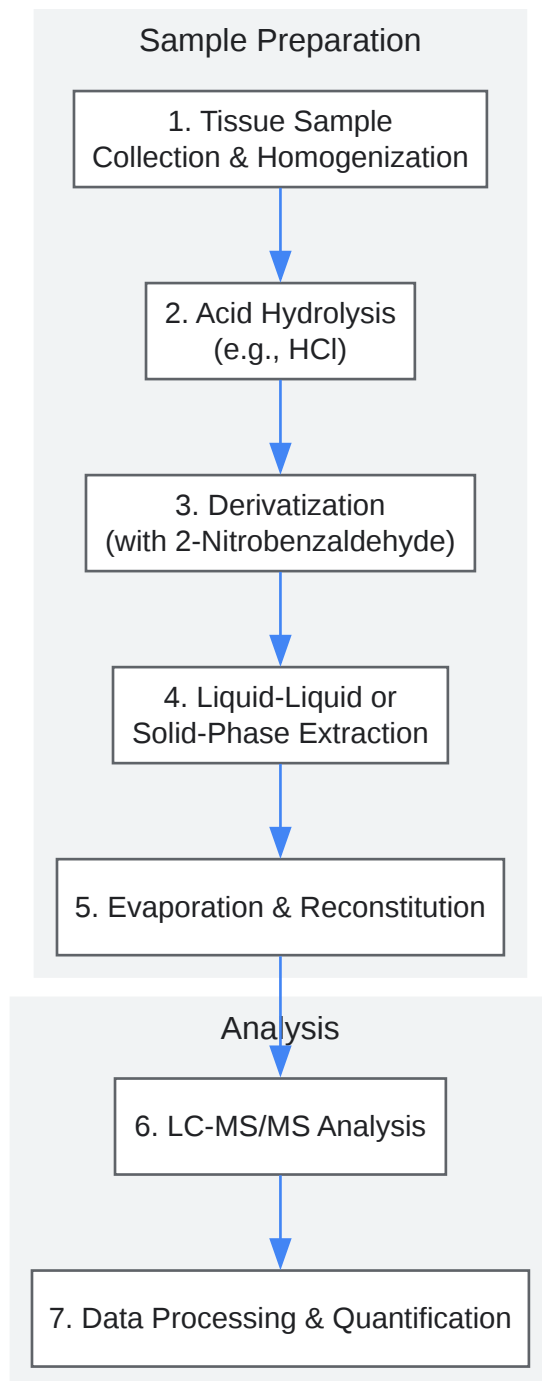 Sample Preparation
1. Tissue Sample
Collection & Homogenization
2. Acid Hydrolysis
(e.g., HCl)
3. Derivatization
(with 2-Nitrobenzaldehyde)
4. Liquid-Liquid or
Solid-Phase Extraction
5. Evaporation & Reconstitution
Analysis
6. LC-MS/MS Analysis
7. Data Processing & Quantification